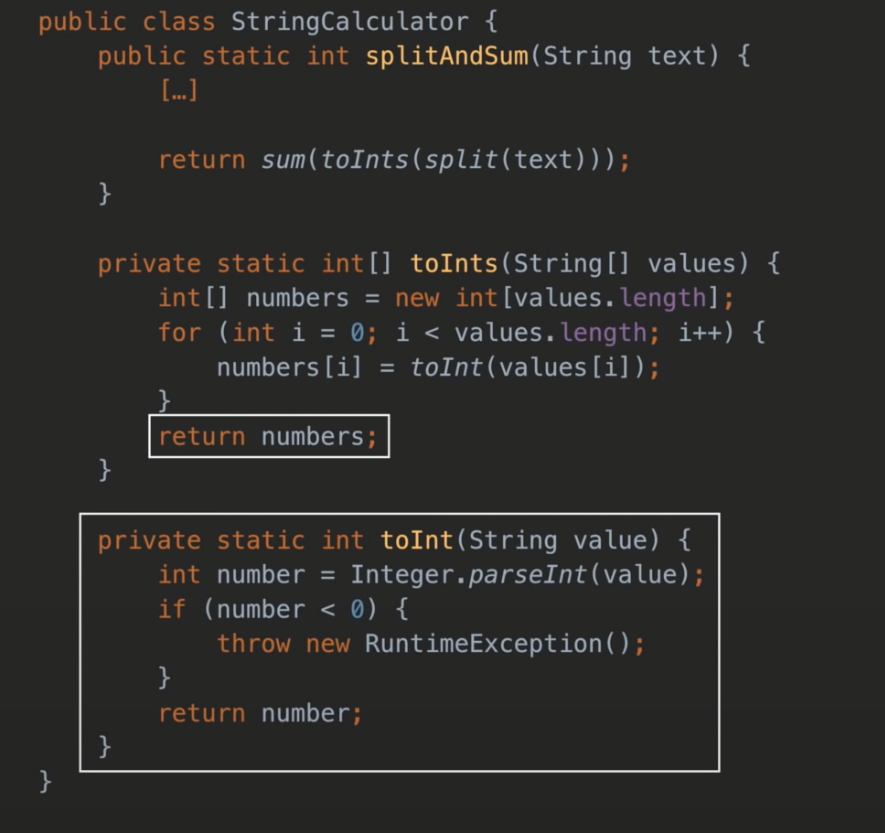 public class StringCalculator {
    public static int splitAndSum(String text) {
        […]

        return sum(toInts(split(text)));
    }

    private static int[] toInts(String[] values) {
        int[] numbers = new int[values.length];
        for (int i = 0; i < values.length; i++) {
            numbers[i] = toInt(values[i]);
        }
        return numbers;
    }

    private static int toInt(String value) {
        int number = Integer.parseInt(value);
        if (number < 0) {
            throw new RuntimeException();
        }
        return number;
    }
}